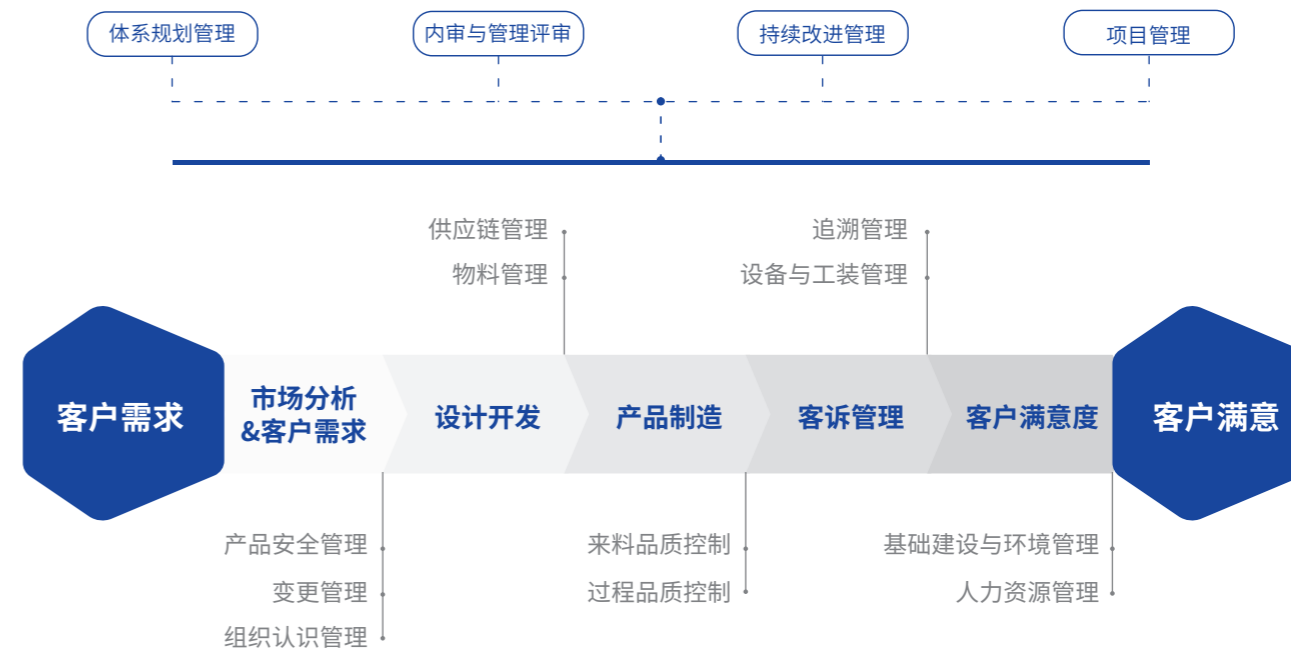 体系规划管理
内审与管理评审
持续改进管理
项目管理
供应链管理
物料管理
追溯管理
设备与工装管理
客户需求
市场分析
&客户需求
设计开发
产品制造
客诉管理
客户满意度
客户满意
产品安全管理
变更管理
组织认识管理
来料品质控制
过程品质控制
基础建设与环境管理
人力资源管理